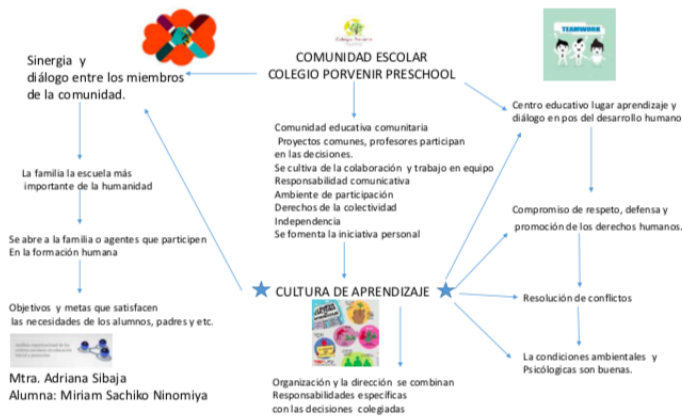 COMUNIDAD ESCOLAR
COLEGIO PORVENIR PRESCHOOL
TEAMWORK
Sinergia y
diálogo entre los miembros
de la comunidad.
La familia la escuela más
importante de la humanidad
Se abre a la familia o agentes que participen
En la formación humana
Objetivos y metas que satisfacen
las necesidades de los alumnos, padres y etc.
Mtra. Adriana Sibaja
Alumna: Miriam Sachiko Ninomiya
Comunidad educativa comunitaria
Proyectos comunes, profesores participan
en las decisiones.
Se cultiva de la colaboración y trabajo en equipo
Responsabilidad comunicativa
Ambiente de participación
Derechos de la colectividad
Independencia
Se fomenta la iniciativa personal
CULTURA DE APRENDIZAJE
Organización y la dirección se combinan
Responsabilidades específicas
con las decisiones colegiadas
Centro educativo lugar aprendizaje y
diálogo en pos del desarrollo humano
Compromiso de respeto, defensa y
promoción de los derechos humanos.
Resolución de conflictos
La condiciones ambientales y
Psicólogicas son buenas.